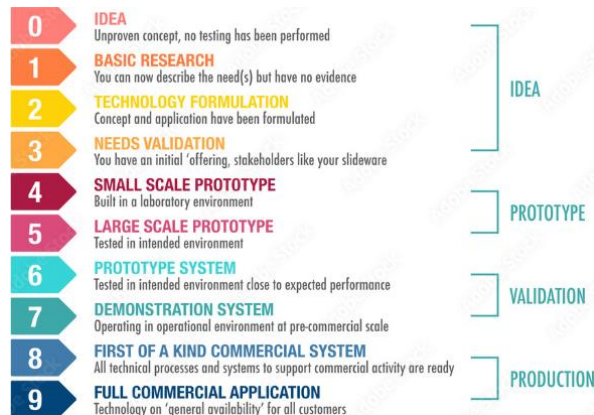 0 IDEA
Unproven concept, no testing has been performed
1 BASIC RESEARCH
You can now describe the need(s) but have no evidence
2 TECHNOLOGY FORMULATION
Concept and application have been formulated
3 NEEDS VALIDATION
You have an initial 'offering, stakeholders like your slideware
IDEA
4 SMALL SCALE PROTOTYPE
Built in a laboratory environment
5 LARGE SCALE PROTOTYPE
Tested in intended environment
PROTOTYPE
6 PROTOTYPE SYSTEM
Tested in intended environment close to expected performance
7 DEMONSTRATION SYSTEM
Operating in operational environment at pre-commercial scale
VALIDATION
8 FIRST OF A KIND COMMERCIAL SYSTEM
All technical processes and systems to support commercial activity are ready
9 FULL COMMERCIAL APPLICATION
Technology on 'general availability' for all customers
PRODUCTION